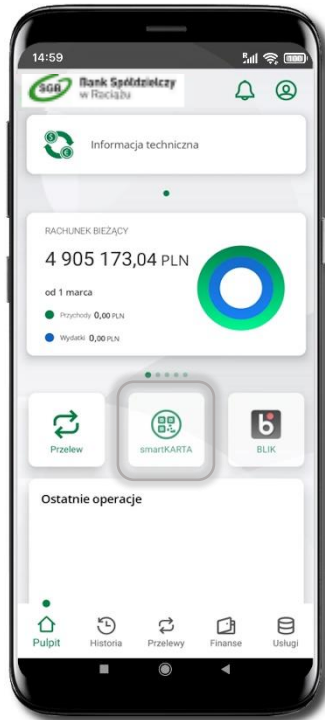 14:59
SGB Bank Spółdzielczy
w Raciążu
Informacja techniczna
RACHUNEK BIEŻĄCY
4 905 173,04 PLN
od 1 marca
Przychody 0,00 PLN
Wydatki 0,00 PLN
Przelew
smartKARTA
BLIK
Ostatnie operacje
Pulpit
Historia
Przelewy
Finanse
Usługi